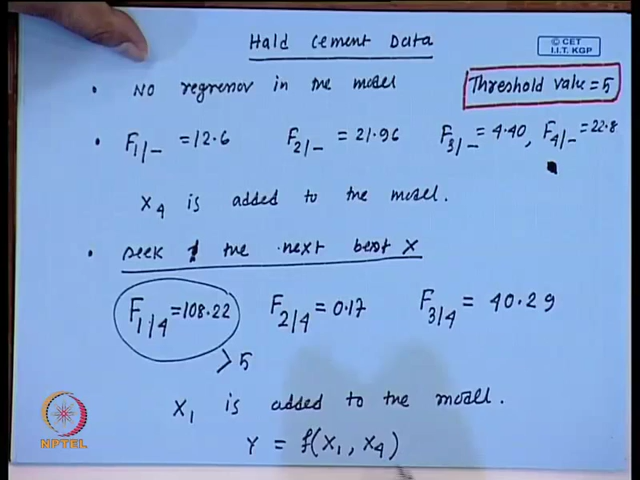 Hald Cement Data
© CET
I.I.T. KGP
• NO regressor in the model
Threshold value = 5
• F1/- = 12.6 F2/- = 21.96 F3/- = 4.40, F4/- = 22.8
X4 is added to the model.
• seek the next best X
F1/4 = 108.22 F2/4 = 0.17 F3/4 = 40.29
> 5
X1 is added to the model.
Y = f(X1, X4)
NPTEL